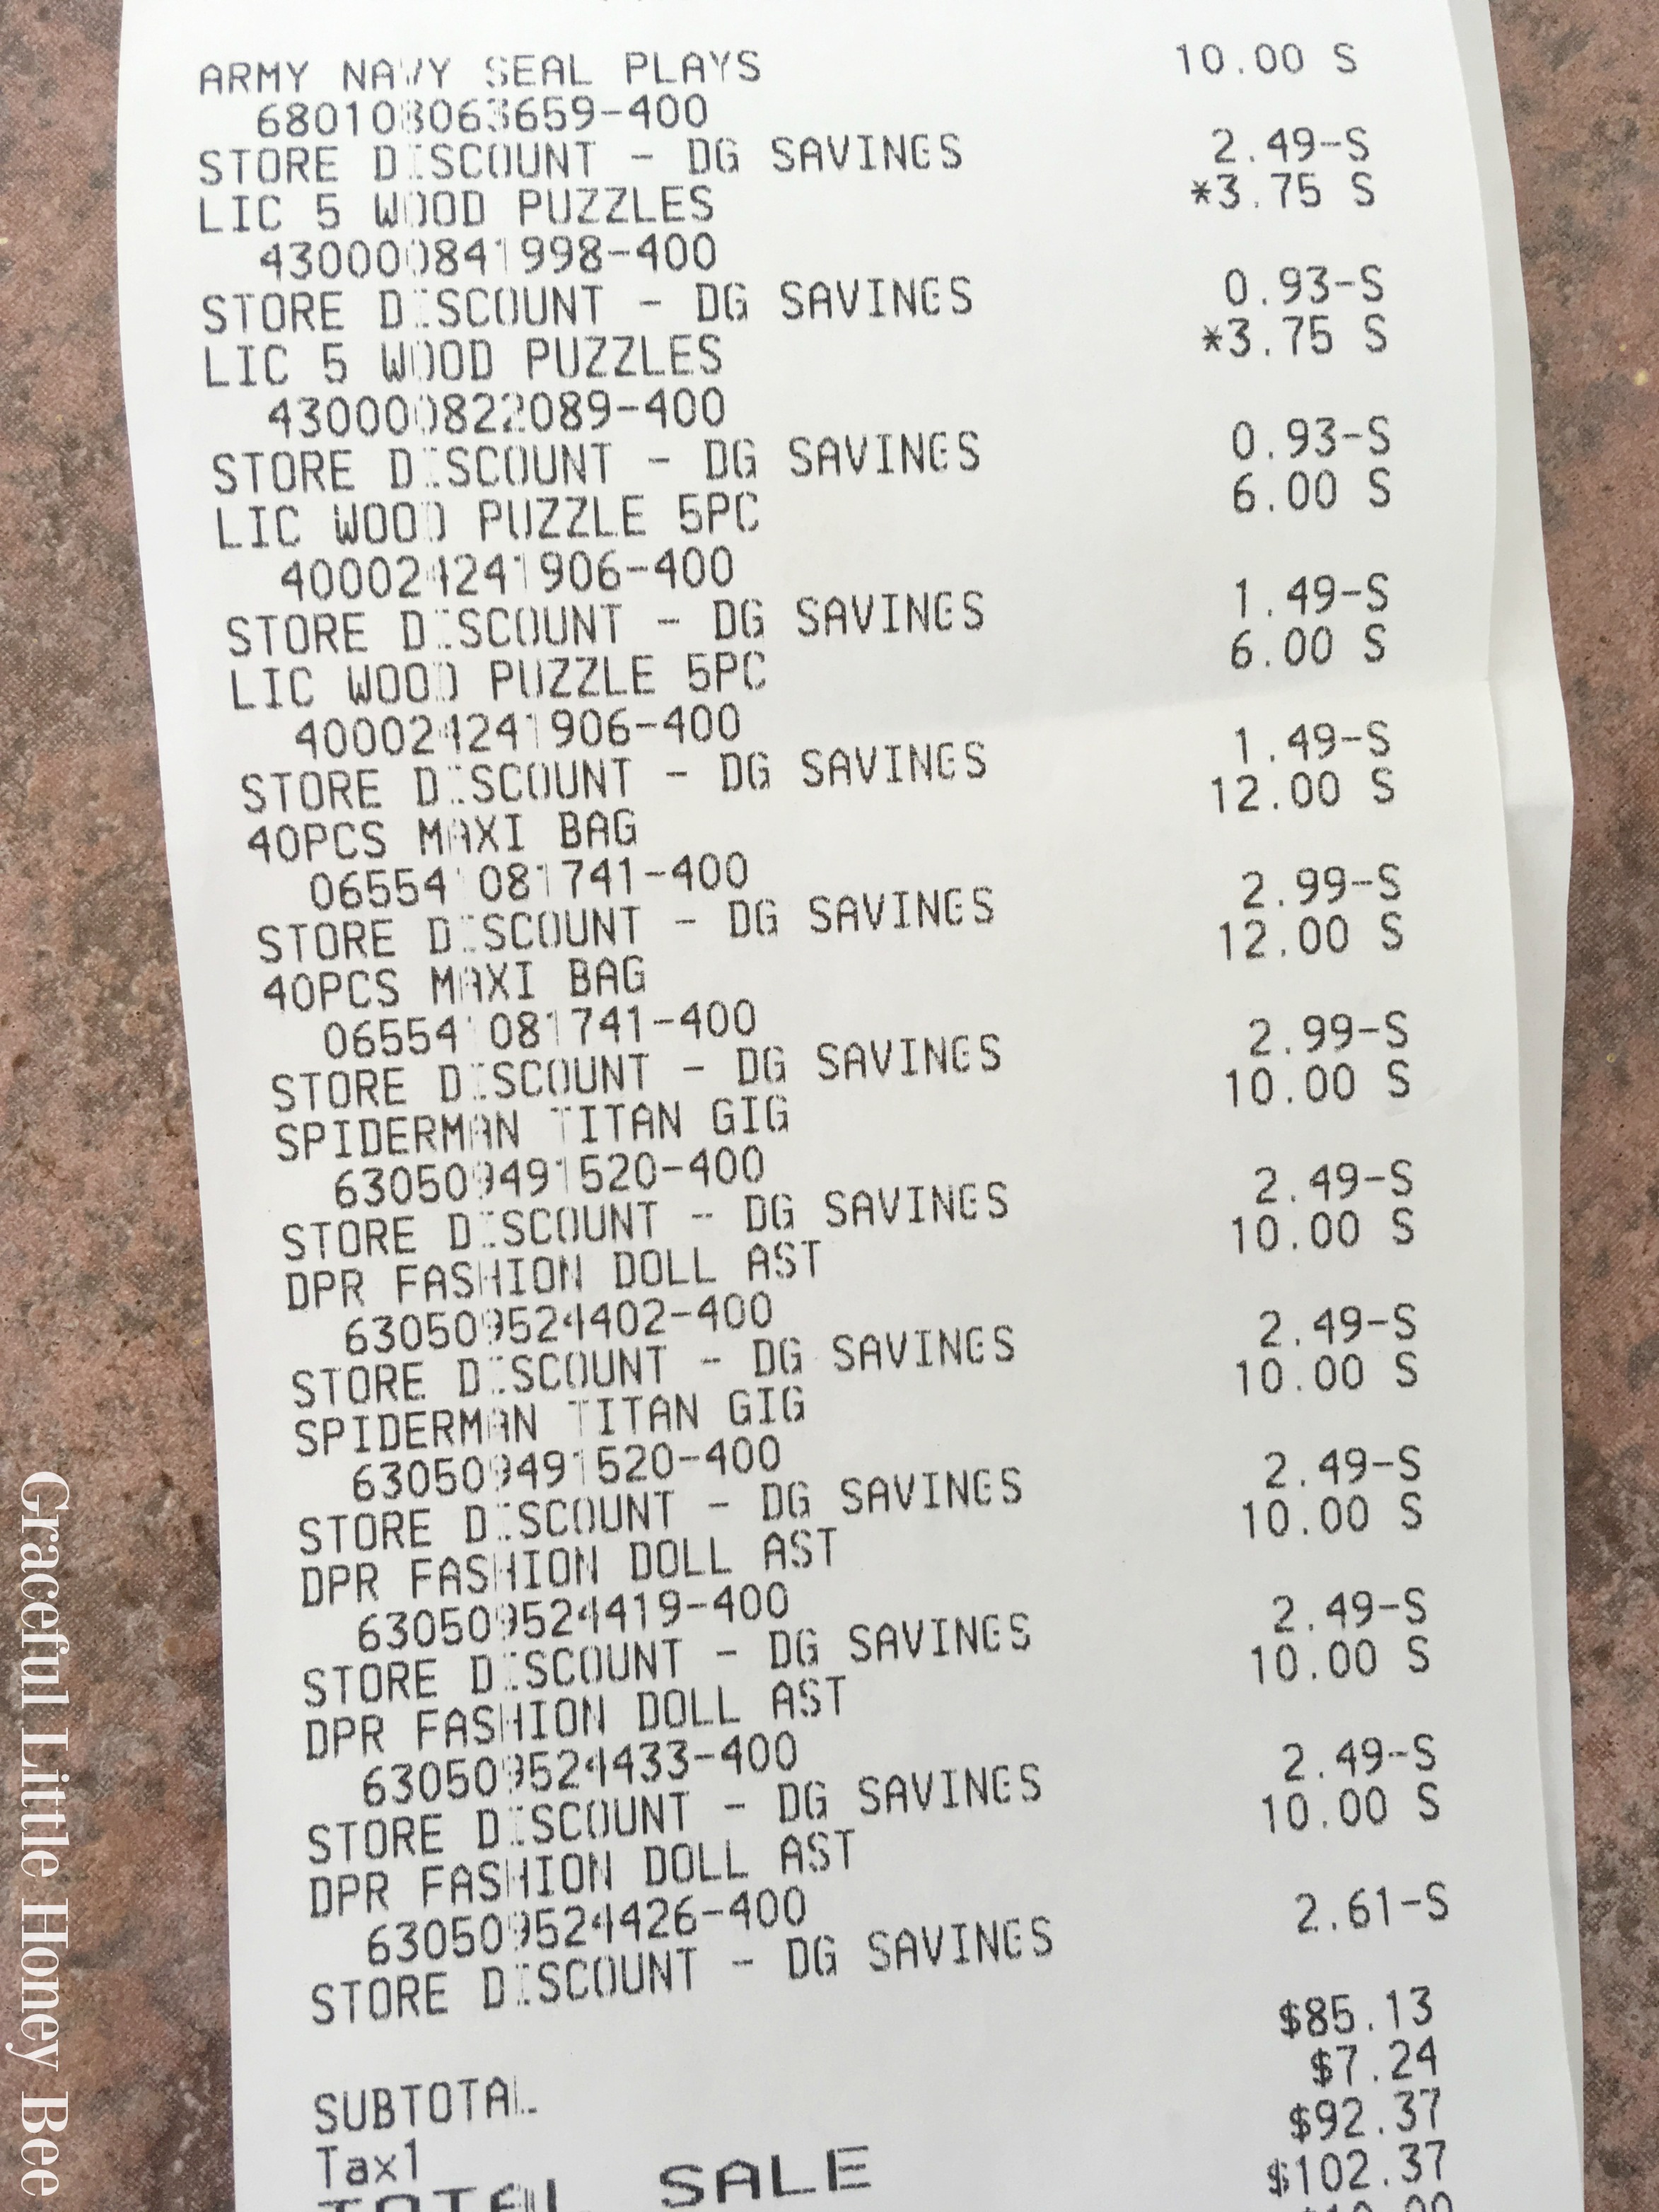 ARMY NAVY SEAL PLAYS 10.00 S
680108063659-400
STORE DISCOUNT - DG SAVINGS 2.49-S
LIC 5 WOOD PUZZLES *3.75 S
430000841998-400
STORE DISCOUNT - DG SAVINGS 0.93-S
LIC 5 WOOD PUZZLES *3.75 S
430000822089-400
STORE DISCOUNT - DG SAVINGS 0.93-S
LIC WOOD PUZZLE 5PC 6.00 S
400024241906-400
STORE DISCOUNT - DG SAVINGS 1.49-S
LIC WOOD PUZZLE 5PC 6.00 S
400024241906-400
STORE DISCOUNT - DG SAVINGS 1.49-S
40PCS MAXI BAG 12.00 S
065541081741-400
STORE DISCOUNT - DG SAVINGS 2.99-S
40PCS MAXI BAG 12.00 S
065541081741-400
STORE DISCOUNT - DG SAVINGS 2.99-S
SPIDERMAN TITAN GIG 10.00 S
630509491520-400
STORE DISCOUNT - DG SAVINGS 2.49-S
DPR FASHION DOLL AST 10.00 S
630509524402-400
STORE DISCOUNT - DG SAVINGS 2.49-S
SPIDERMAN TITAN GIG 10.00 S
630509491520-400
STORE DISCOUNT - DG SAVINGS 2.49-S
DPR FASHION DOLL AST 10.00 S
630509524419-400
STORE DISCOUNT - DG SAVINGS 2.49-S
DPR FASHION DOLL AST 10.00 S
630509524433-400
STORE DISCOUNT - DG SAVINGS 2.49-S
DPR FASHION DOLL AST 10.00 S
630509524426-400
STORE DISCOUNT - DG SAVINGS 2.61-S
SUBTOTAL $85.13
Tax1 $7.24
TOTAL SALE $92.37
$102.37
Graceful Little Honey Bee